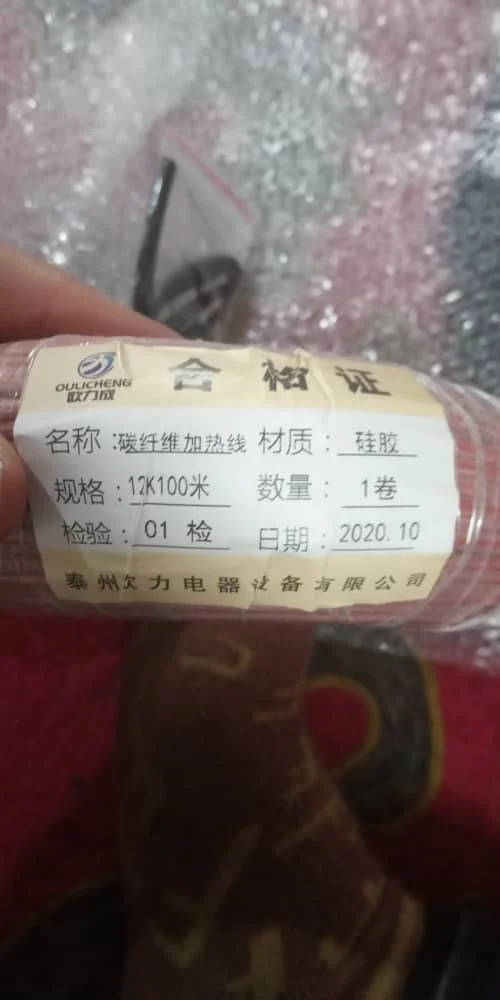 OULICHENG
欧力成
合格证
名称：碳纤维加热线 材质：硅胶
规格：12K100米 数量：1卷
检验：01 检 日期：2020.10
泰州欧力电器设备有限公司